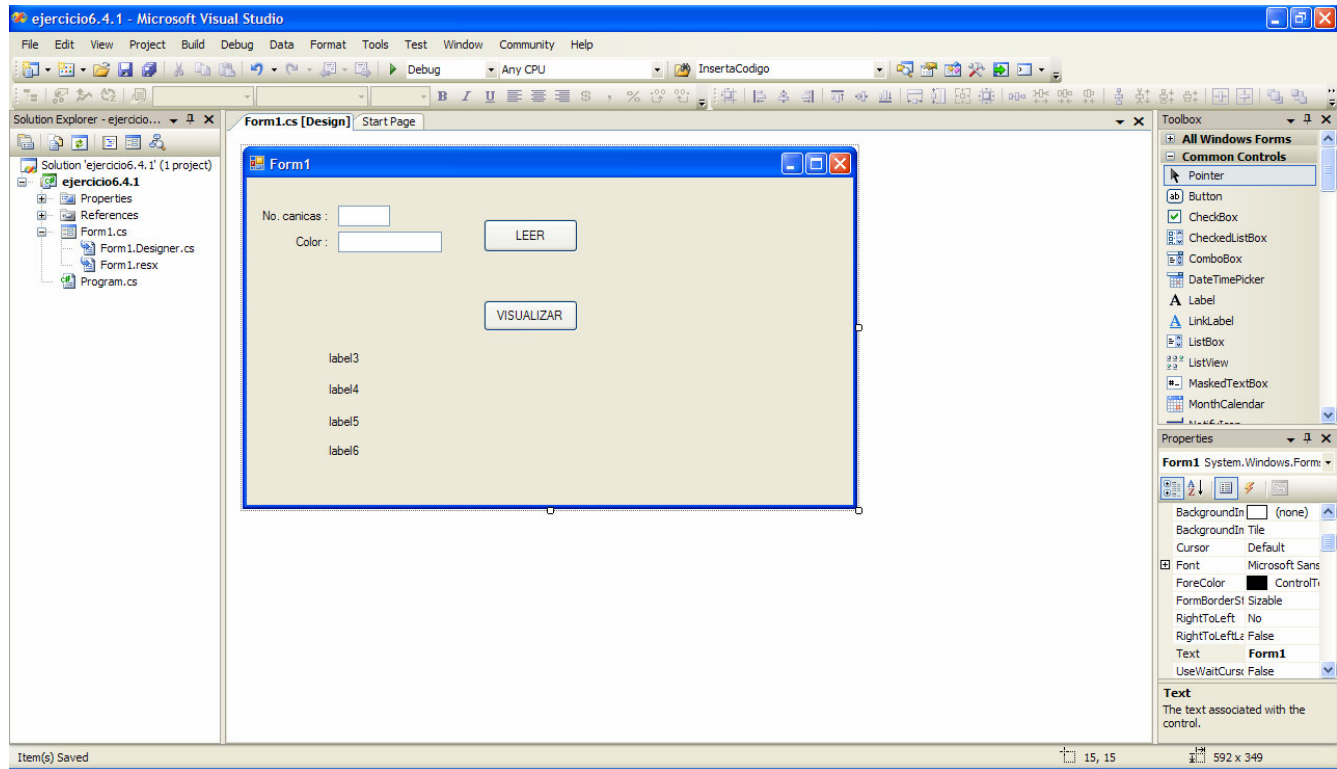 ejercicio6.4.1 - Microsoft Visual Studio
File Edit View Project Build Debug Data Format Tools Test Window Community Help
Debug Any CPU InsertaCodigo
Solution Explorer - ejercicio...
Form1.cs [Design] Start Page
Toolbox
Solution 'ejercicio6.4.1' (1 project)
ejercicio6.4.1
Properties
References
Form1.cs
Form1.Designer.cs
Form1.resx
Program.cs
Form1
No. canicas :
Color :
LEER
VISUALIZAR
label3
label4
label5
label6
All Windows Forms
Common Controls
Pointer
Button
CheckBox
CheckedListBox
ComboBox
DateTimePicker
Label
LinkLabel
ListBox
ListView
MaskedTextBox
MonthCalendar
Properties
Form1 System.Windows.Form
BackgroundIn (none)
BackgroundIn Tile
Cursor Default
Font Microsoft Sans
ForeColor ControlT
FormBorderSt Sizable
RightToLeft No
RightToLeftLa False
Text Form1
UseWaitCurso False
Text
The text associated with the
control.
Item(s) Saved 15, 15 592 x 349